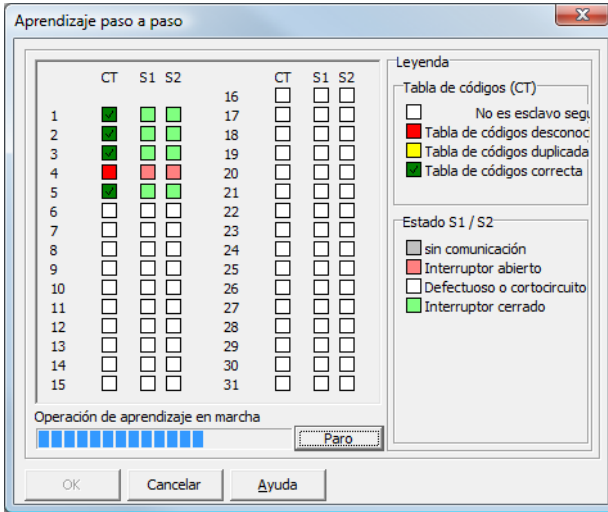 Aprendizaje paso a paso
Leyenda
CT S1 S2 CT S1 S2
Tabla de códigos (CT)
16
1 17
No es esclavo segu
2 18
Tabla de códigos desconoc
3 19
Tabla de códigos duplicada
4 20
Tabla de códigos correcta
5 21
6 22
Estado S1 / S2
7 23
8 24
sin comunicación
9 25
Interruptor abierto
10 26
Defectuoso o cortocircuito
11 27
Interruptor cerrado
12 28
13 29
14 30
15 31
Operación de aprendizaje en marcha
Paro
OK Cancelar Ayuda